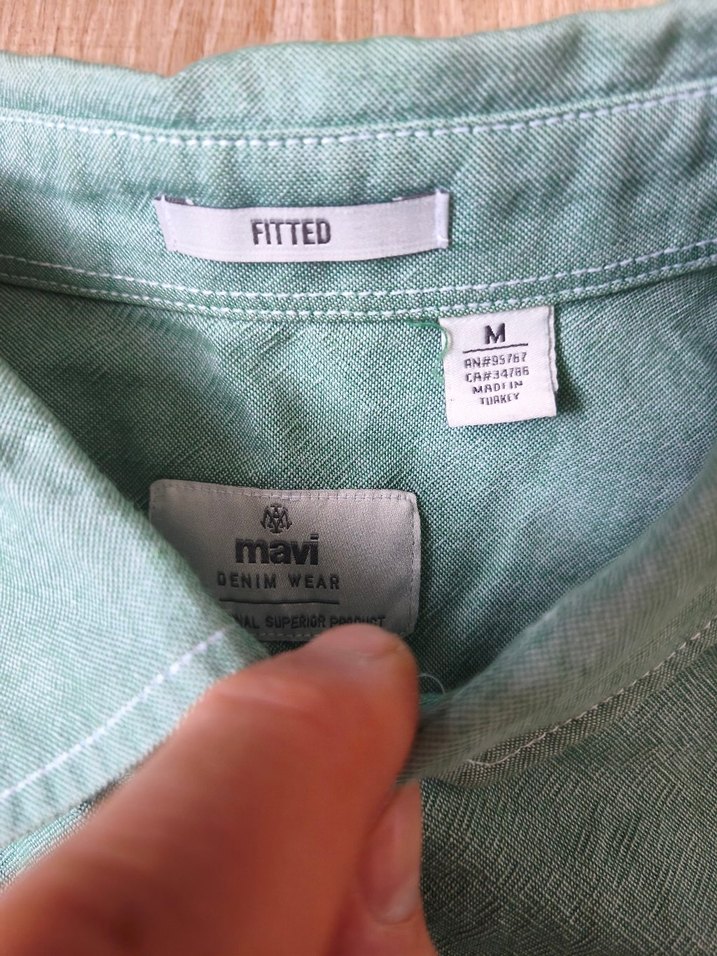 FITTED
M
RN#95767
CA#34786
MADE IN
TURKEY
mavi
DENIM WEAR
SUPERIOR PRODUCT